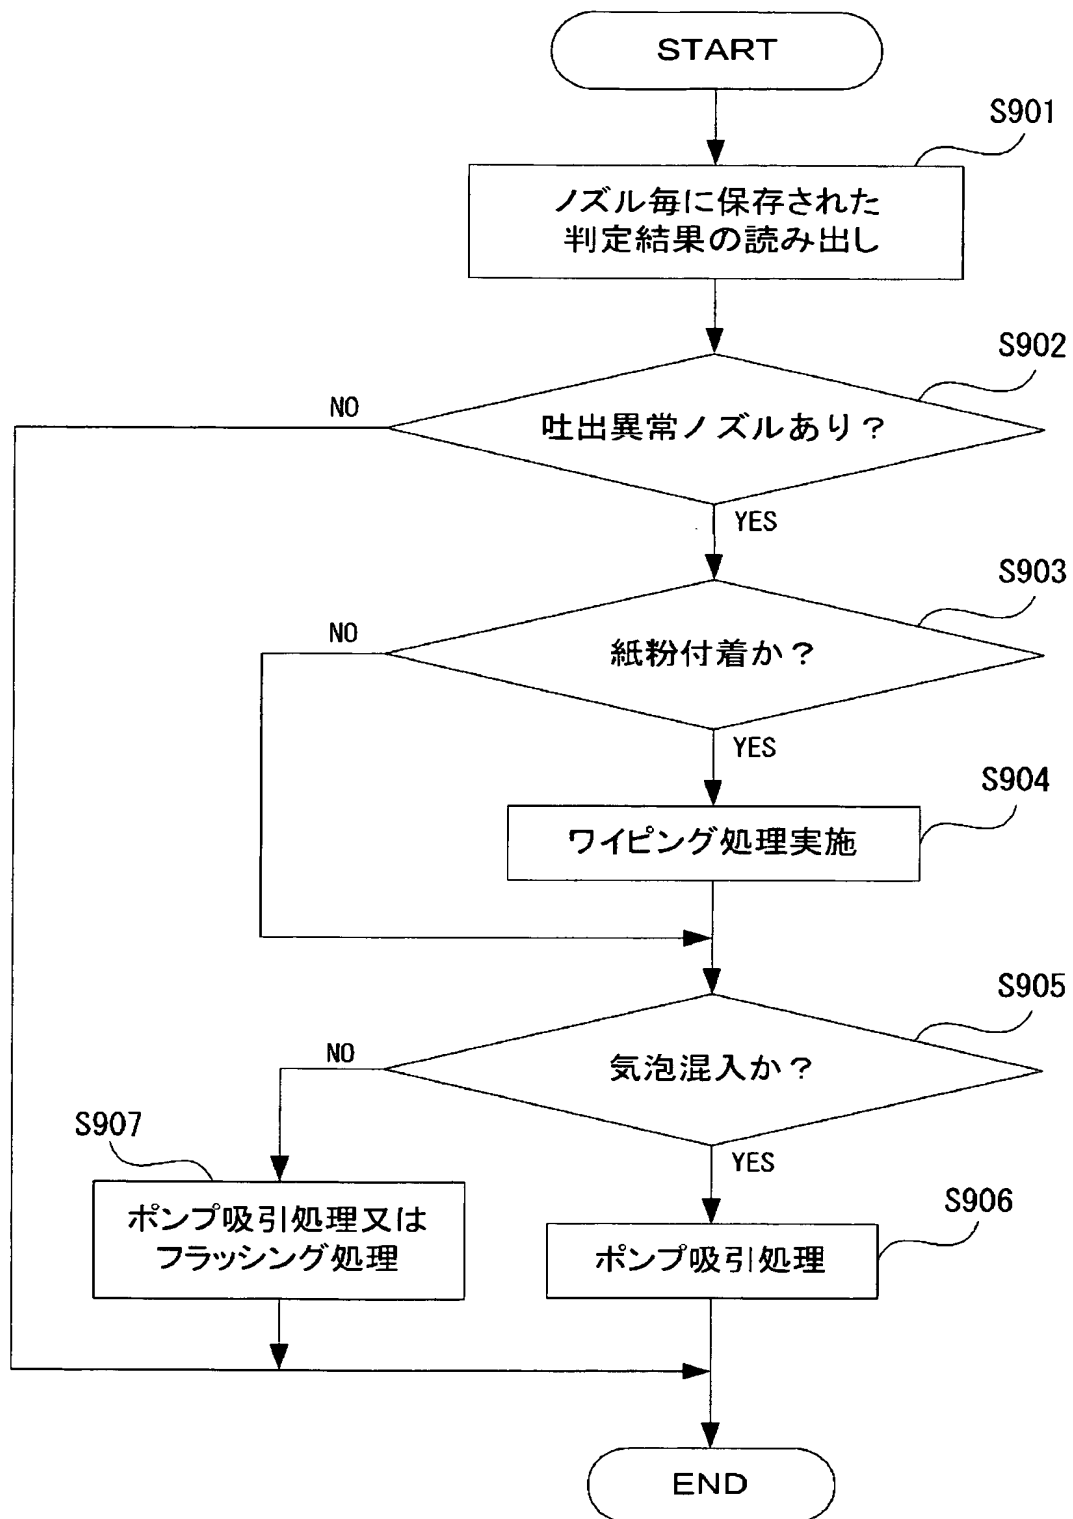 START
S901
ノズル毎に保存された
判定結果の読み出し
S902
NO
吐出異常ノズルあり？
YES
S903
NO
紙粉付着か？
YES
S904
ワイピング処理実施
S905
NO
気泡混入か？
S907
YES
ポンプ吸引処理又は
フラッシング処理
S906
ポンプ吸引処理
END